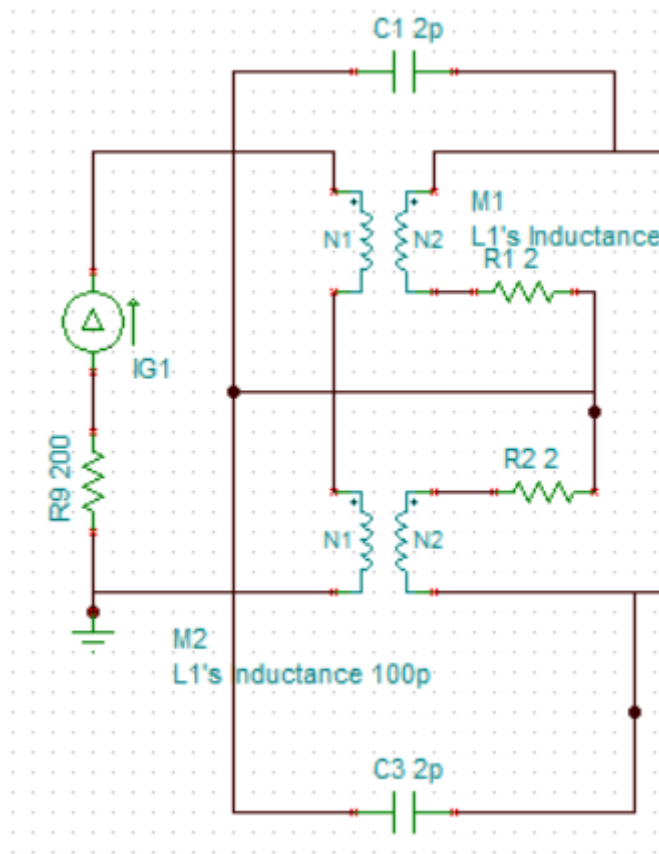 C1 2p
M1
L1's Inductance
N1
N2
R1 2
IG1
R9 200
R2 2
N1
N2
M2
L1's Inductance 100p
C3 2p